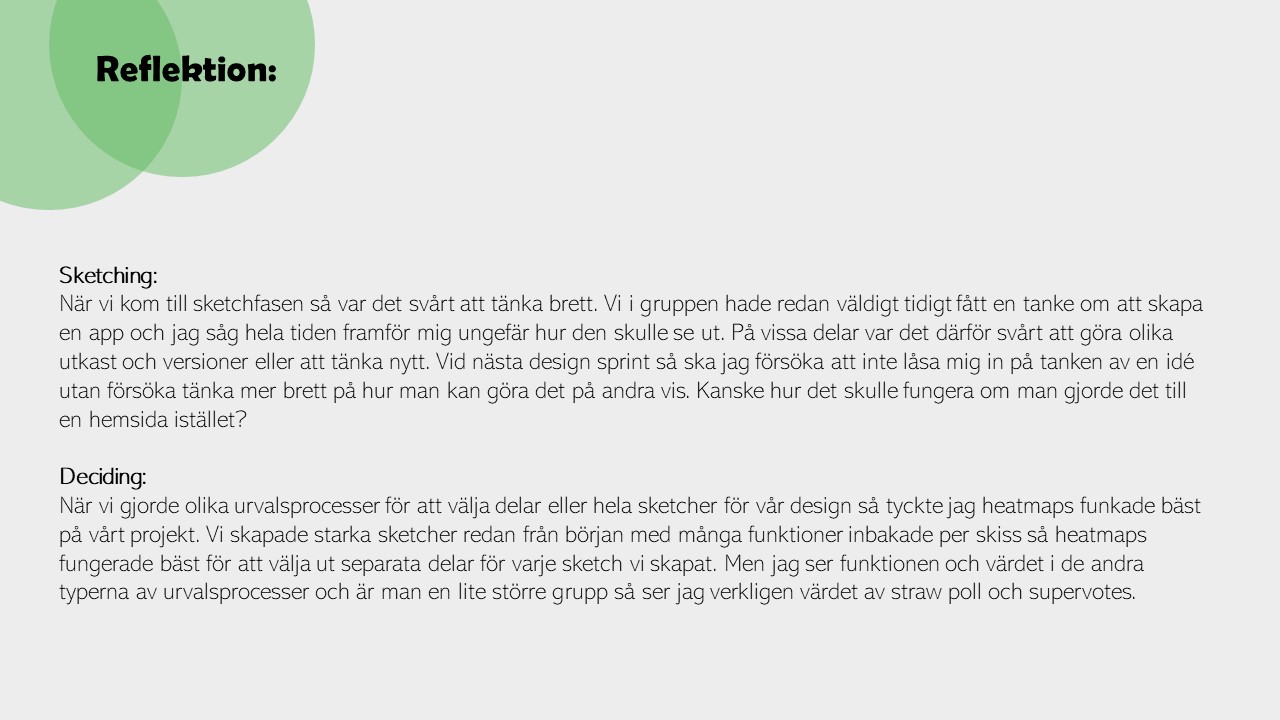 Reflektion:
Sketching:
När vi kom till sketchfasen så var det svårt att tänka brett. Vi i gruppen hade redan väldigt tidigt fått en tanke om att skapa
en app och jag såg hela tiden framför mig ungefär hur den skulle se ut. På vissa delar var det därför svårt att göra olika
utkast och versioner eller att tänka nytt. Vid nästa design sprint så ska jag försöka att inte låsa mig in på tanken av en idé
utan försöka tänka mer brett på hur man kan göra det på andra vis. Kanske hur det skulle fungera om man gjorde det till
en hemsida istället?
Deciding:
När vi gjorde olika urvalsprocesser för att välja delar eller hela sketcher för vår design så tyckte jag heatmaps funkade bäst
på vårt projekt. Vi skapade starka sketcher redan från början med många funktioner inbakade per skiss så heatmaps
fungerade bäst för att välja ut separata delar för varje sketch vi skapat. Men jag ser funktionen och värdet i de andra
typerna av urvalsprocesser och är man en lite större grupp så ser jag verkligen värdet av straw poll och supervotes.